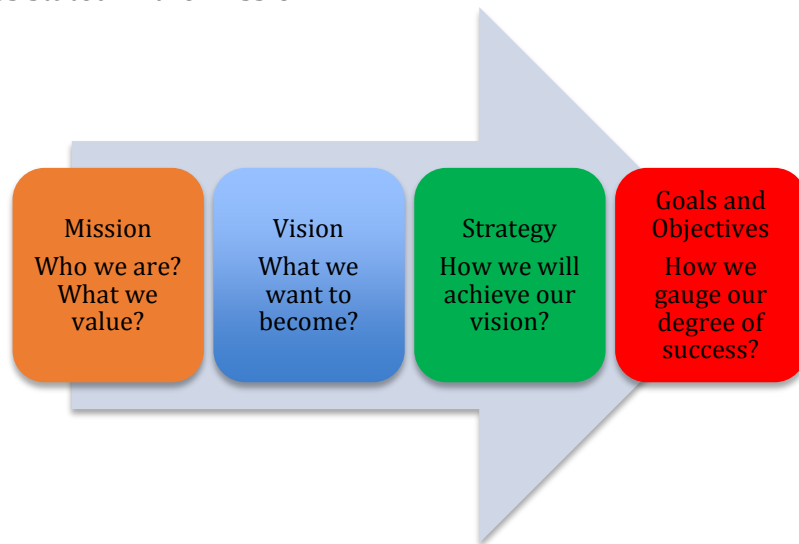 Mission
Who we are?
What we
value?
Vision
What we
want to
become?
Strategy
How we will
achieve our
vision?
Goals and
Objectives
How we
gauge our
degree of
success?